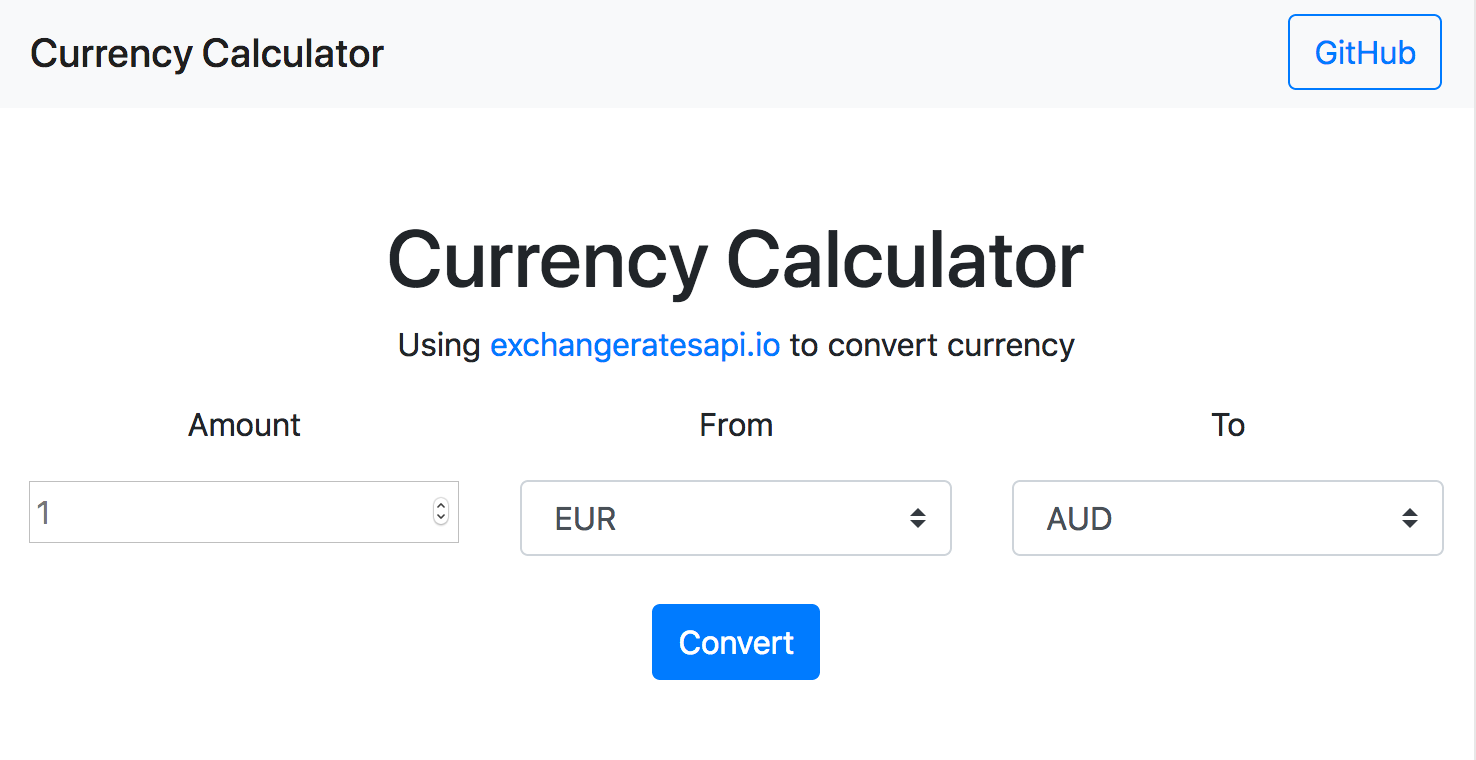 Currency Calculator GitHub
Currency Calculator
Using exchangeratesapi.io to convert currency
Amount From To
1 EUR AUD
Convert